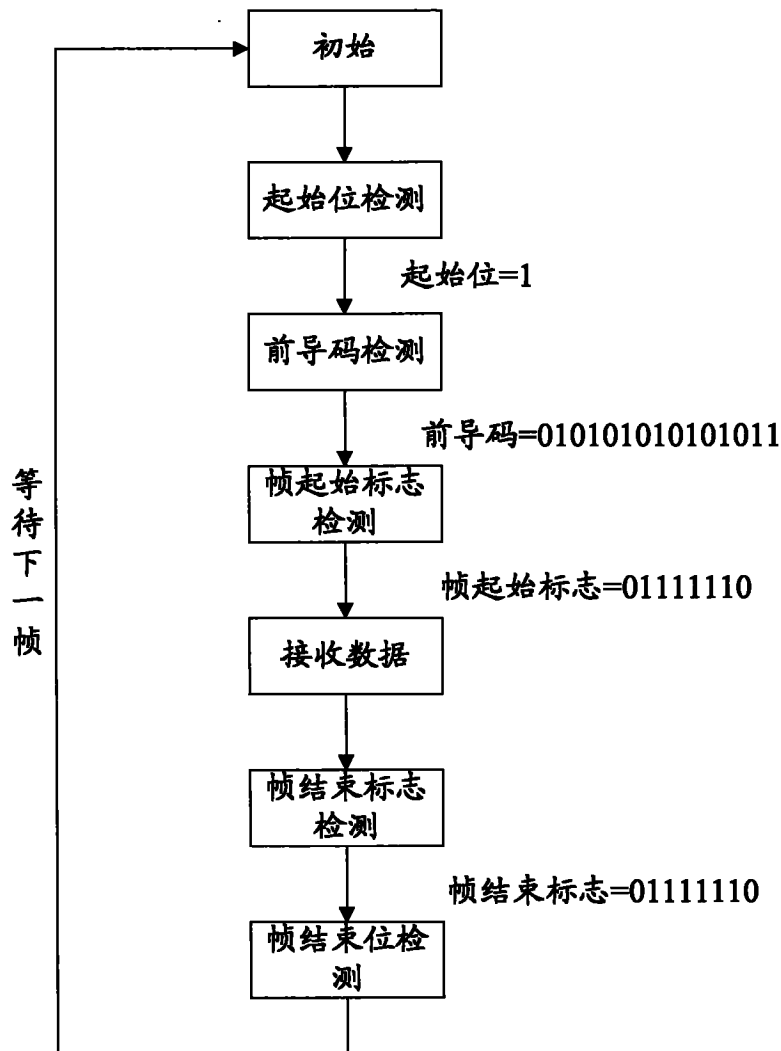 初始
起始位检测
起始位=1
前导码检测
前导码=010101010101011
帧起始标志
检测
帧起始标志=01111110
接收数据
帧结束标志
检测
帧结束标志=01111110
帧结束位检
测
等待下一帧